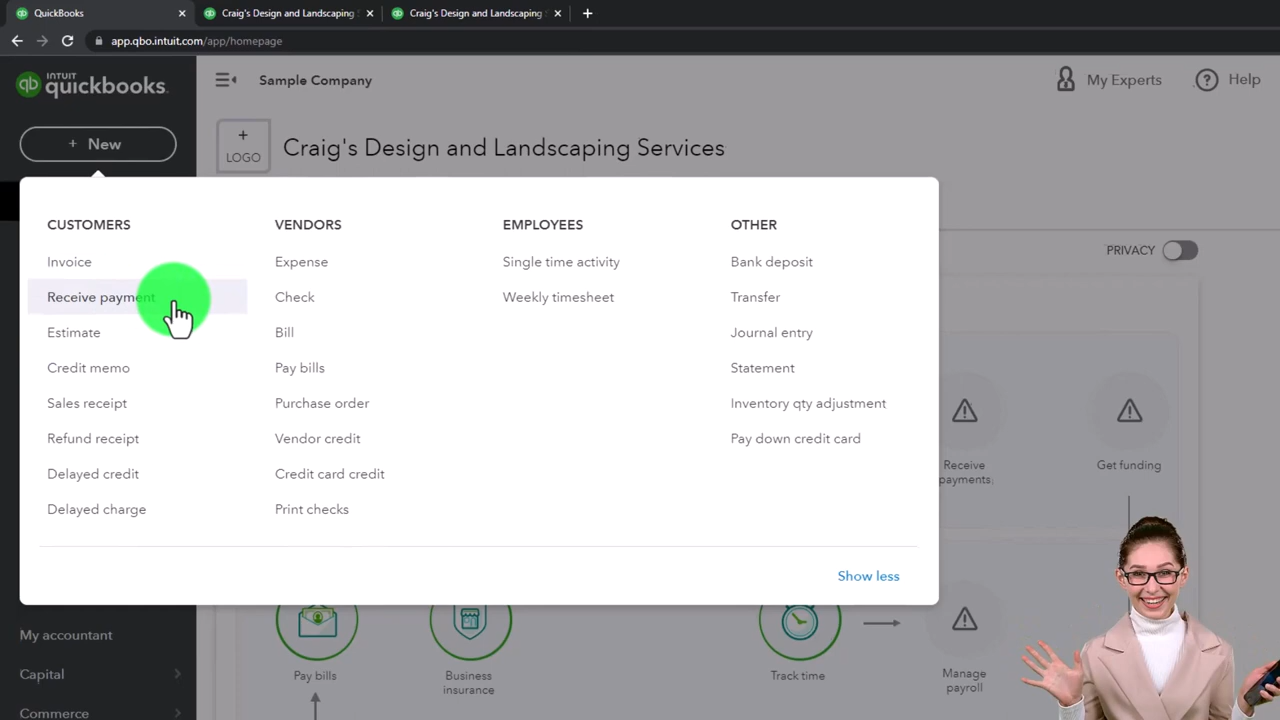 QuickBooks
Craig's Design and Landscaping
Craig's Design and Landscaping
app.qbo.intuit.com/app/homepage
INTUIT
quickbooks.
Sample Company
My Experts
Help
+ New
+
LOGO
Craig's Design and Landscaping Services
CUSTOMERS
Invoice
Receive payment
Estimate
Credit memo
Sales receipt
Refund receipt
Delayed credit
Delayed charge
VENDORS
Expense
Check
Bill
Pay bills
Purchase order
Vendor credit
Credit card credit
Print checks
EMPLOYEES
Single time activity
Weekly timesheet
OTHER
Bank deposit
Transfer
Journal entry
Statement
Inventory qty adjustment
Pay down credit card
Show less
PRIVACY
Receive
payments
Get funding
My accountant
Capital
Commerce
Pay bills
Business
insurance
Track time
Manage
payroll